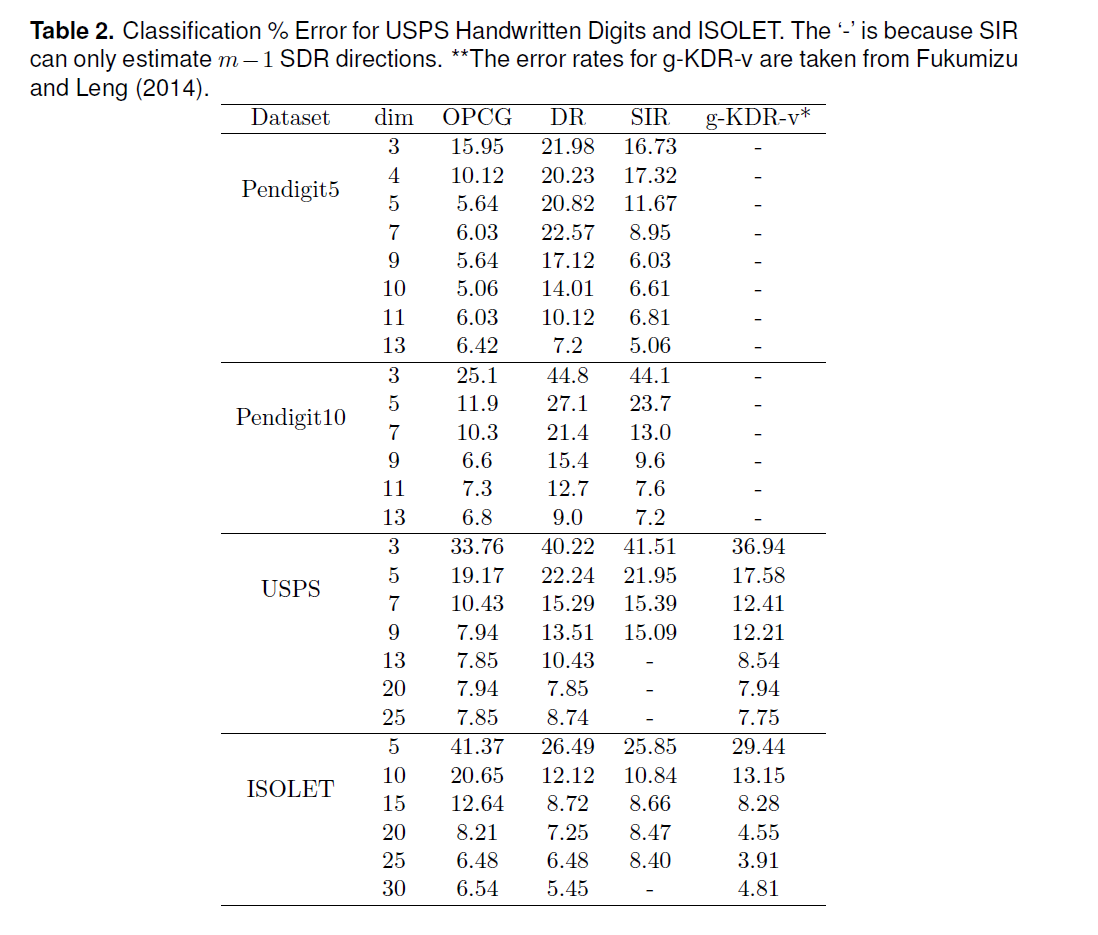 Table 2. Classification % Error for USPS Handwritten Digits and ISOLET. The ‘-’ is because SIR
can only estimate m − 1 SDR directions. **The error rates for g-KDR-v are taken from Fukumizu
and Leng (2014).
Dataset dim OPCG DR SIR g-KDR-v*
3 15.95 21.98 16.73 -
4 10.12 20.23 17.32 -
Pendigit5
5 5.64 20.82 11.67 -
7 6.03 22.57 8.95 -
9 5.64 17.12 6.03 -
10 5.06 14.01 6.61 -
11 6.03 10.12 6.81 -
13 6.42 7.2 5.06 -
3 25.1 44.8 44.1 -
5 11.9 27.1 23.7 -
Pendigit10
7 10.3 21.4 13.0 -
9 6.6 15.4 9.6 -
11 7.3 12.7 7.6 -
13 6.8 9.0 7.2 -
3 33.76 40.22 41.51 36.94
5 19.17 22.24 21.95 17.58
USPS
7 10.43 15.29 15.39 12.41
9 7.94 13.51 15.09 12.21
13 7.85 10.43 - 8.54
20 7.94 7.85 - 7.94
25 7.85 8.74 - 7.75
5 41.37 26.49 25.85 29.44
10 20.65 12.12 10.84 13.15
ISOLET
15 12.64 8.72 8.66 8.28
20 8.21 7.25 8.47 4.55
25 6.48 6.48 8.40 3.91
30 6.54 5.45 - 4.81